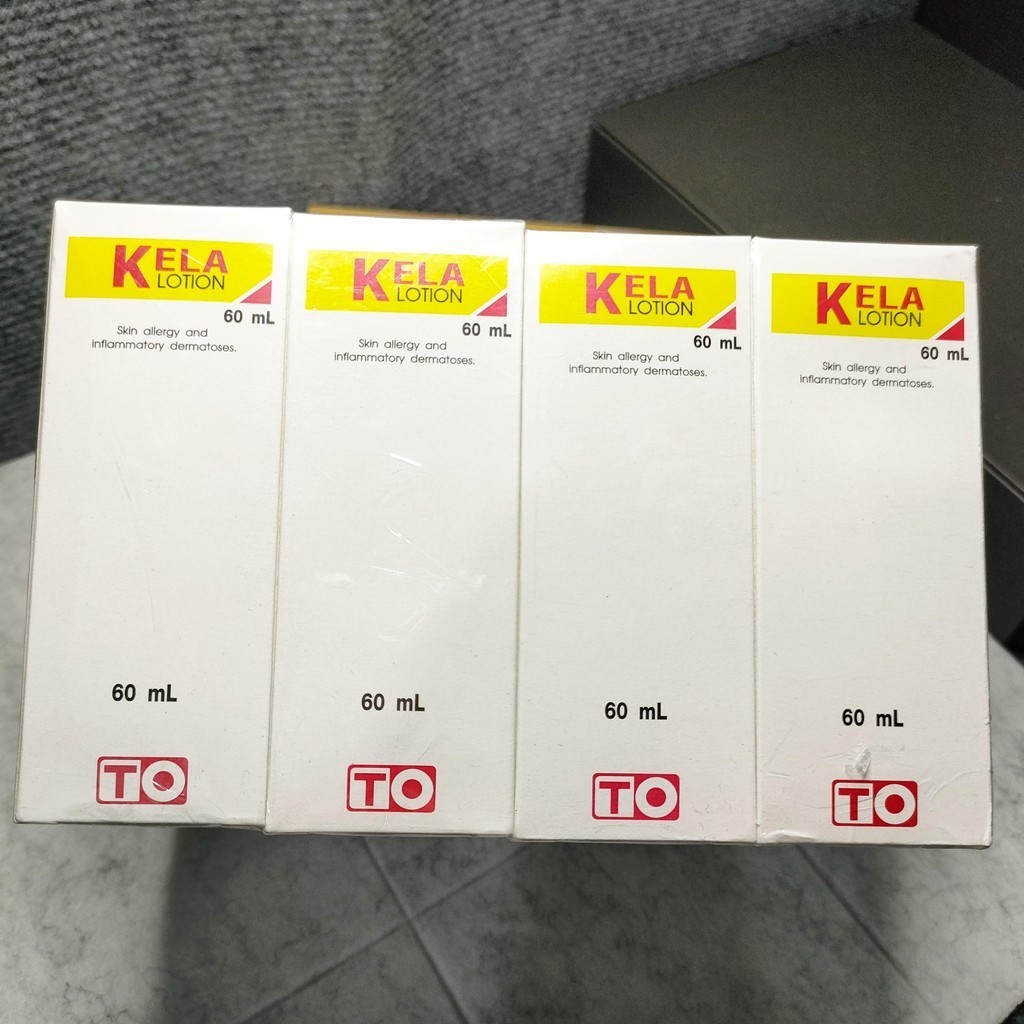 KELA
LOTION
60 mL
Skin allergy and
inflammatory dermatoses.
60 mL
TO
KELA
LOTION
60 mL
Skin allergy and
inflammatory dermatoses.
60 mL
TO
KELA
LOTION
60 mL
Skin allergy and
inflammatory dermatoses.
60 mL
TO
KELA
LOTION
60 mL
Skin allergy and
inflammatory dermatoses.
60 mL
TO